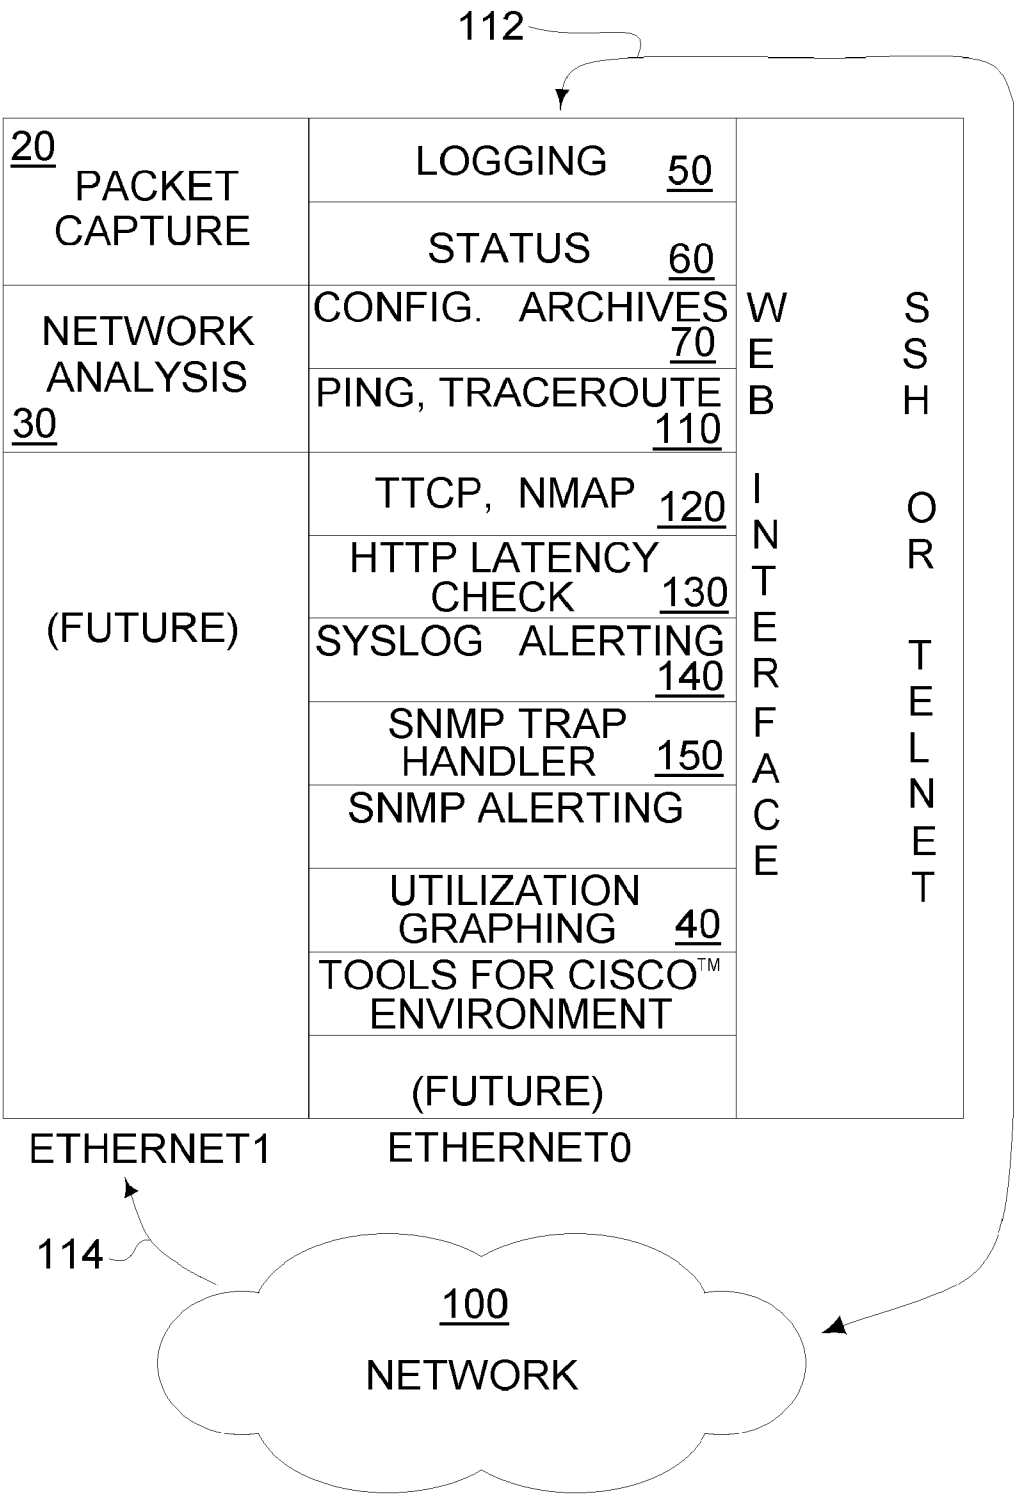 112
20
PACKET
CAPTURE
NETWORK
ANALYSIS
30
(FUTURE)
LOGGING 50
STATUS 60
CONFIG. ARCHIVES
70
PING, TRACEROUTE
110
TTCP, NMAP 120
HTTP LATENCY
CHECK 130
SYSLOG ALERTING
140
SNMP TRAP
HANDLER 150
SNMP ALERTING
UTILIZATION
GRAPHING 40
TOOLS FOR CISCO™
ENVIRONMENT
(FUTURE)
WEB INTERFACE
SSH OR TELNET
ETHERNET1
ETHERNET0
114
100
NETWORK